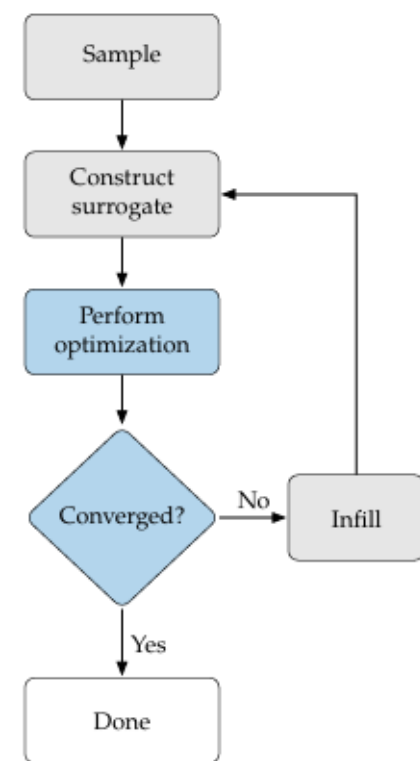 Sample
Construct
surrogate
Perform
optimization
Converged?
No
Infill
Yes
Done